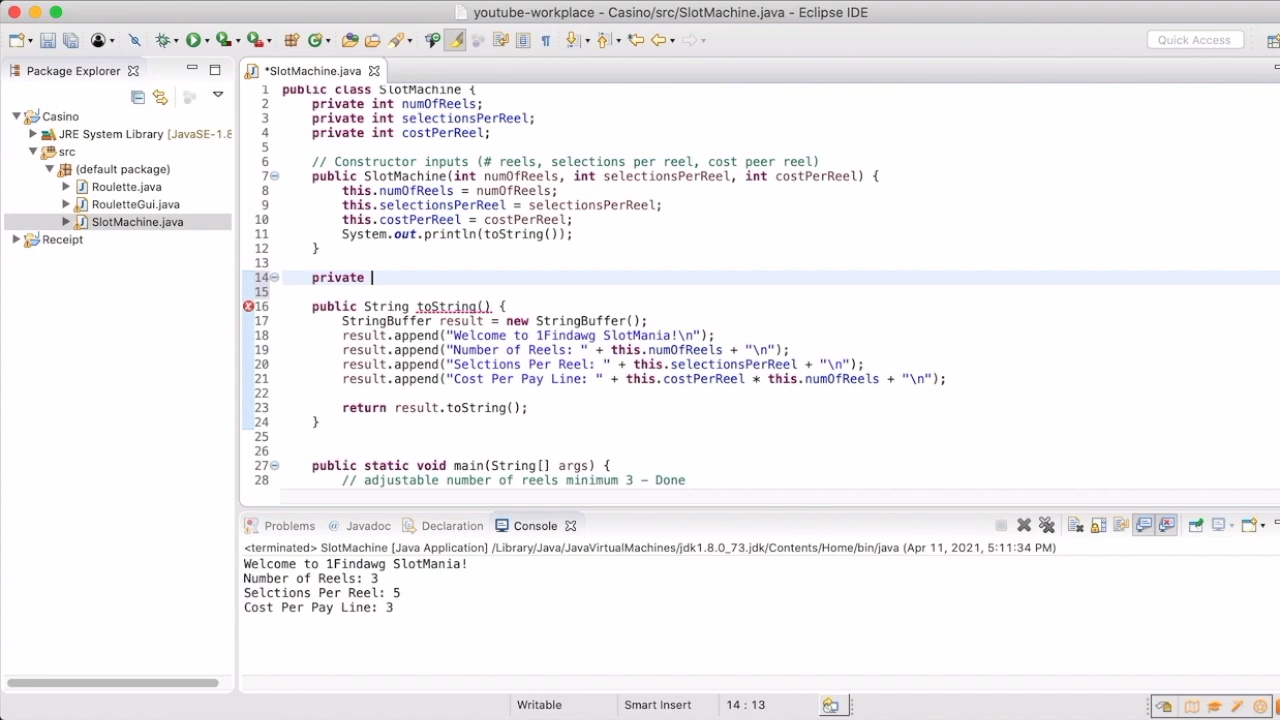 youtube-workplace - Casino/src/SlotMachine.java - Eclipse IDE
Quick Access
Package Explorer
Casino
JRE System Library [JavaSE-1.8
src
(default package)
Roulette.java
RouletteGui.java
SlotMachine.java
Receipt
*SlotMachine.java
1 public class SlotMachine {
2 private int numOfReels;
3 private int selectionsPerReel;
4 private int costPerReel;
5
6 // Constructor inputs (# reels, selections per reel, cost peer reel)
7 public SlotMachine(int numOfReels, int selectionsPerReel, int costPerReel) {
8 this.numOfReels = numOfReels;
9 this.selectionsPerReel = selectionsPerReel;
10 this.costPerReel = costPerReel;
11 System.out.println(toString());
12 }
13
14 private
15
16 public String toString() {
17 StringBuffer result = new StringBuffer();
18 result.append("Welcome to 1Findawg SlotMania!\n");
19 result.append("Number of Reels: " + this.numOfReels + "\n");
20 result.append("Selctions Per Reel: " + this.selectionsPerReel + "\n");
21 result.append("Cost Per Pay Line: " + this.costPerReel * this.numOfReels + "\n");
22
23 return result.toString();
24 }
25
26
27 public static void main(String[] args) {
28 // adjustable number of reels minimum 3 – Done
Problems @ Javadoc Declaration Console
<terminated> SlotMachine [Java Application] /Library/Java/JavaVirtualMachines/jdk1.8.0_73.jdk/Contents/Home/bin/java (Apr 11, 2021, 5:11:34 PM)
Welcome to 1Findawg SlotMania!
Number of Reels: 3
Selctions Per Reel: 5
Cost Per Pay Line: 3
Writable Smart Insert 14 : 13